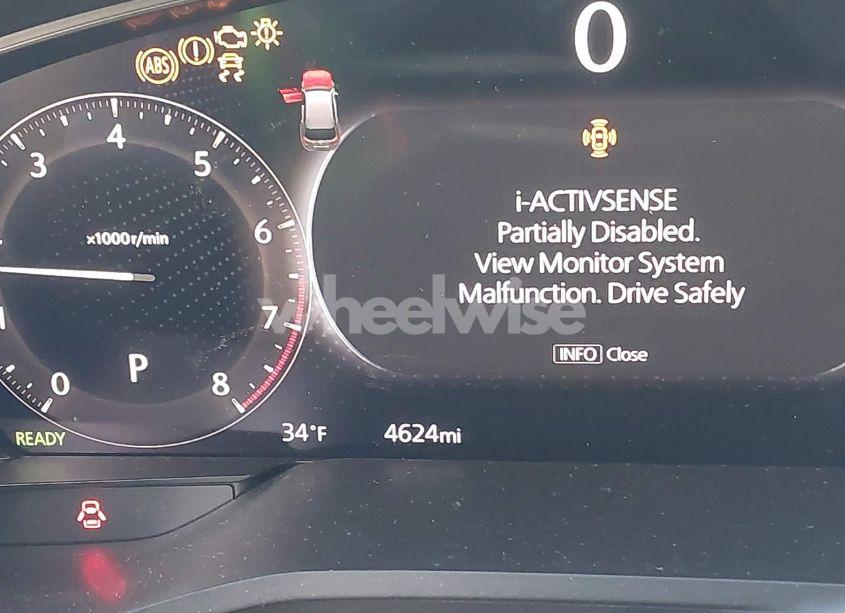 0
ABS
3
4
5
6
7
8
0
x1000r/min
P
READY
34°F
4624mi
i-ACTIVSENSE
Partially Disabled.
View Monitor System
Malfunction. Drive Safely
INFO Close
wheelwise